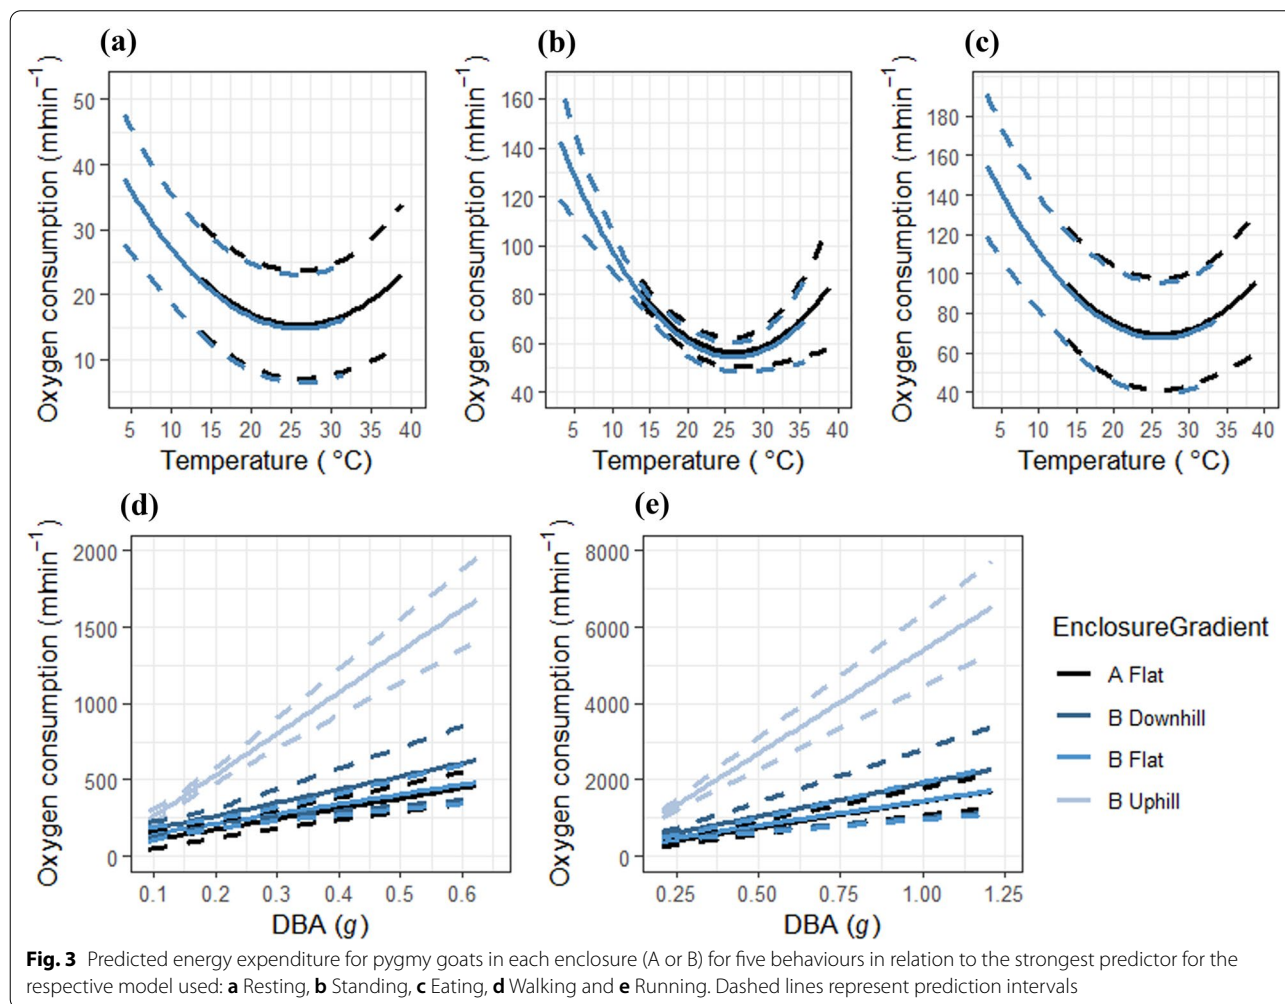 (a) (b) (c)
Oxygen consumption (mlmin⁻¹)
50
40
30
20
10
5 10 15 20 25 30 35 40
Temperature ( °C)
Oxygen consumption (mlmin⁻¹)
160
140
120
100
80
60
40
5 10 15 20 25 30 35 40
Temperature ( °C)
Oxygen consumption (mlmin⁻¹)
180
160
140
120
100
80
60
40
5 10 15 20 25 30 35 40
Temperature ( °C)
(d) (e)
Oxygen consumption (mlmin⁻¹)
2000
1500
1000
500
0
0.1 0.2 0.3 0.4 0.5 0.6
DBA (g)
Oxygen consumption (mlmin⁻¹)
8000
6000
4000
2000
0
0.25 0.50 0.75 1.00 1.25
DBA (g)
EnclosureGradient
A Flat
B Downhill
B Flat
B Uphill
Fig. 3 Predicted energy expenditure for pygmy goats in each enclosure (A or B) for five behaviours in relation to the strongest predictor for the
respective model used: a Resting, b Standing, c Eating, d Walking and e Running. Dashed lines represent prediction intervals